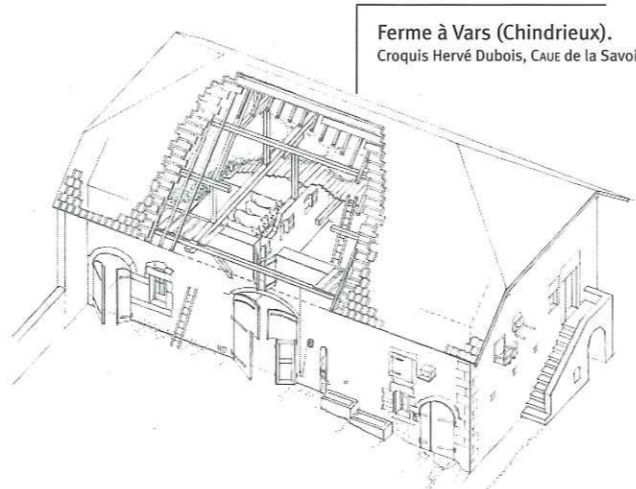 Ferme à Vars (Chindrieux).
Croquis Hervé Dubois, CAUE de la Savoi